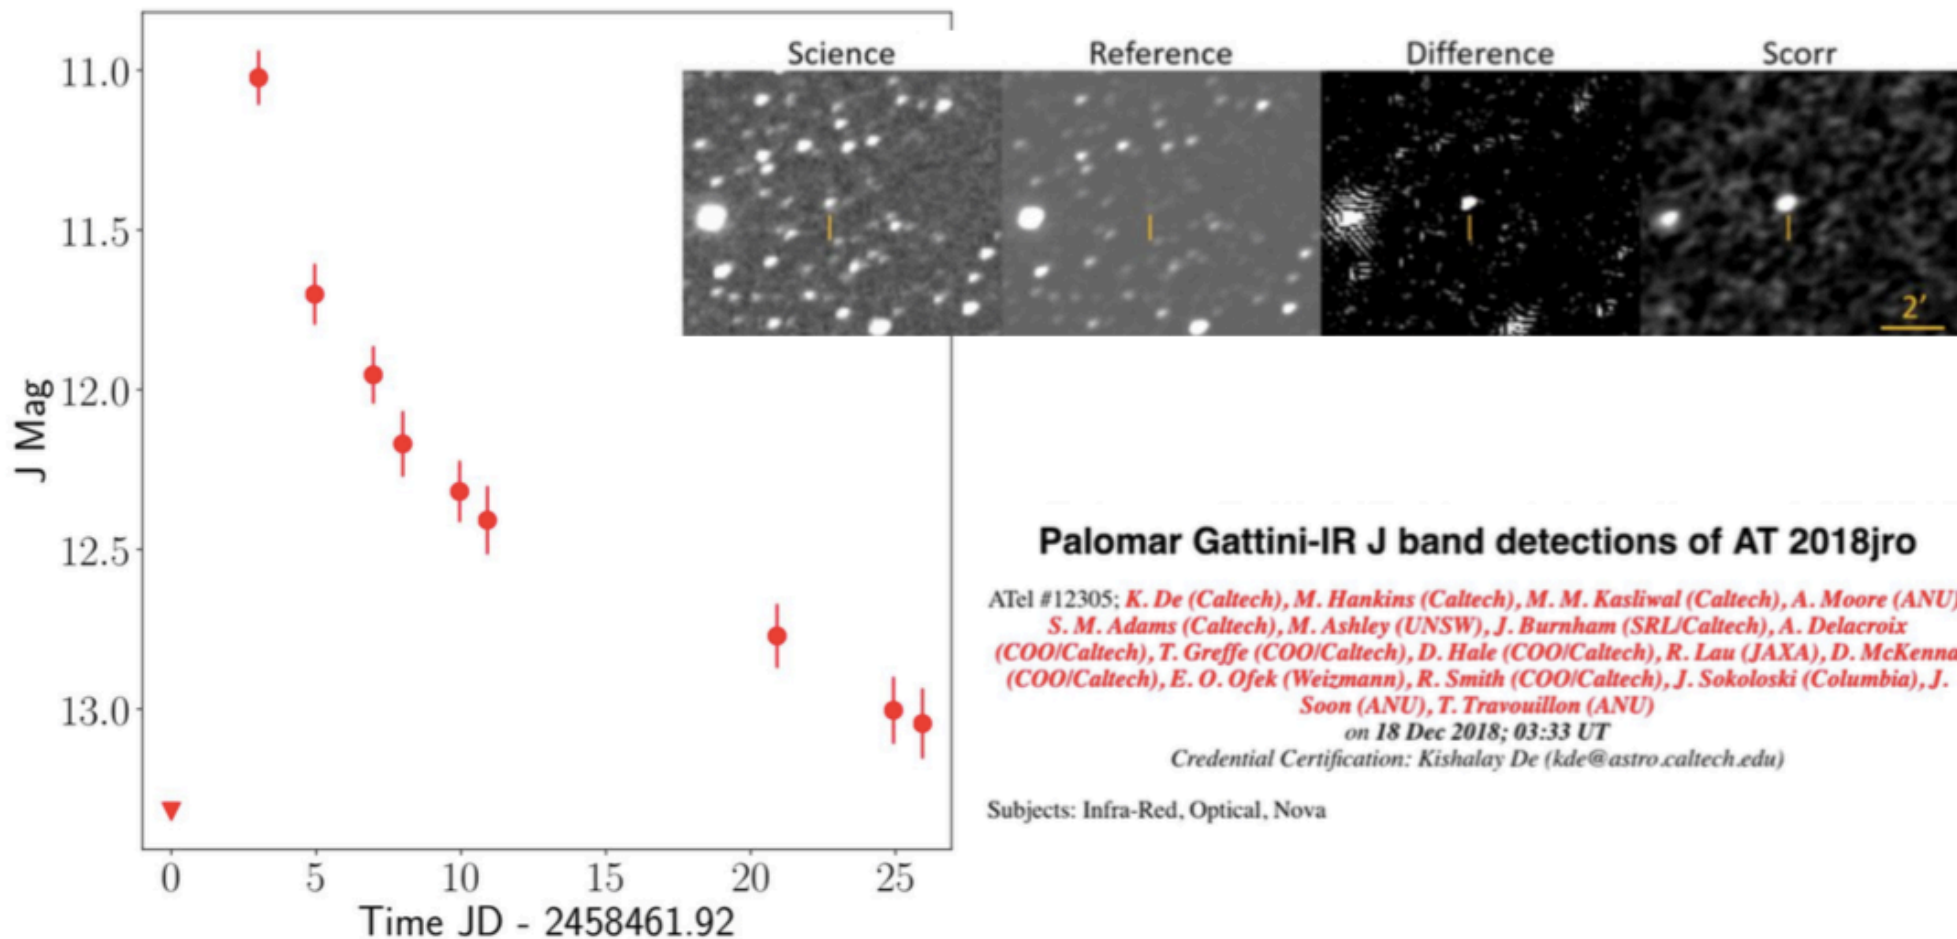 Science
Reference
Difference
Scorr
2′
11.0
11.5
12.0
12.5
13.0
J Mag
0
5
10
15
20
25
Time JD - 2458461.92
Palomar Gattini-IR J band detections of AT 2018jro
ATel #12305; K. De (Caltech), M. Hankins (Caltech), M. M. Kasliwal (Caltech), A. Moore (ANU)
S. M. Adams (Caltech), M. Ashley (UNSW), J. Burnham (SRL/Caltech), A. Delacroix
(COO/Caltech), T. Greffe (COO/Caltech), D. Hale (COO/Caltech), R. Lau (JAXA), D. McKenna
(COO/Caltech), E. O. Ofek (Weizmann), R. Smith (COO/Caltech), J. Sokoloski (Columbia), J.
Soon (ANU), T. Travouillon (ANU)
on 18 Dec 2018; 03:33 UT
Credential Certification: Kishalay De (kde@astro.caltech.edu)
Subjects: Infra-Red, Optical, Nova